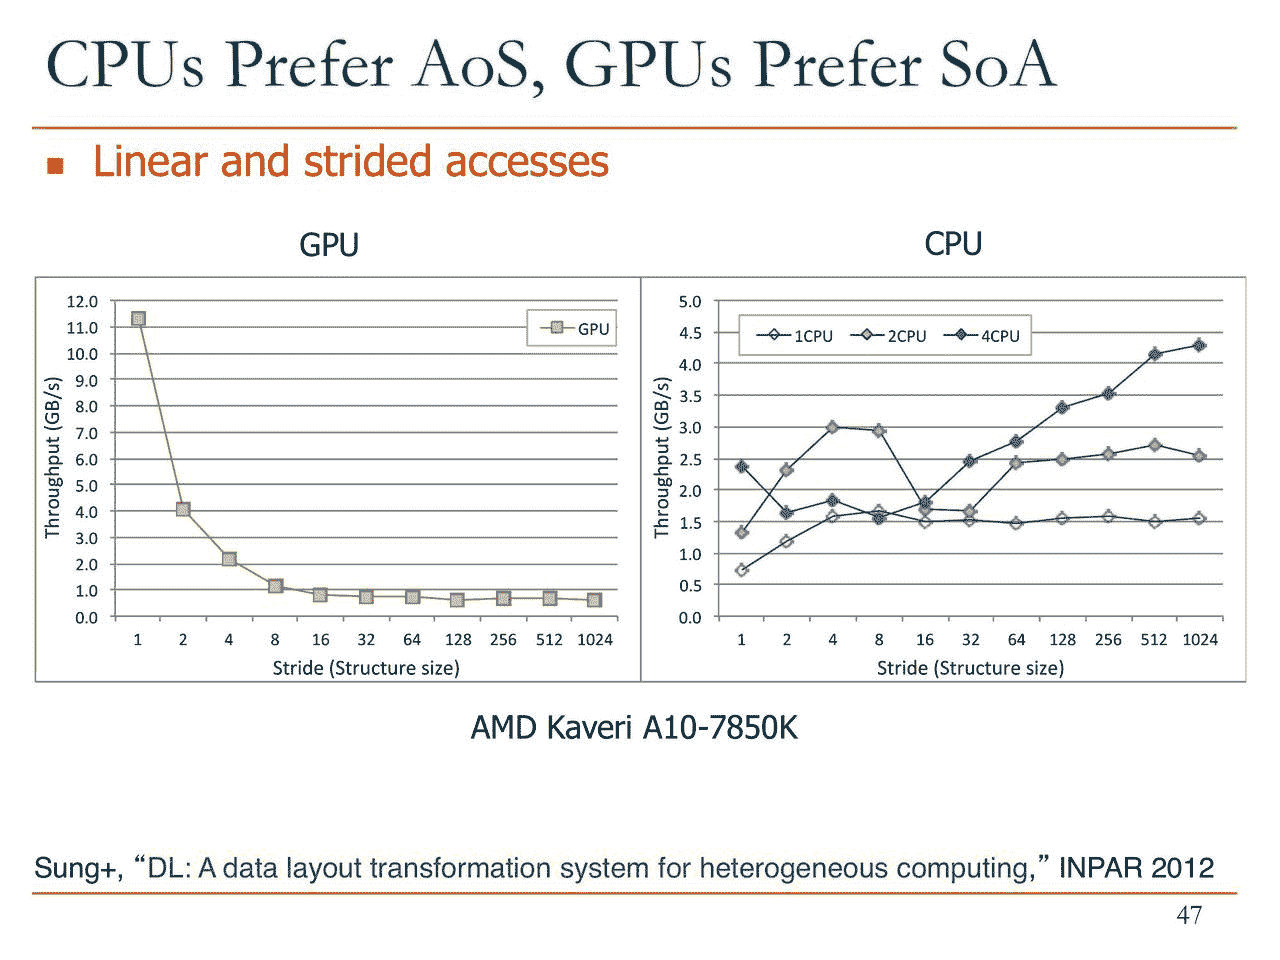 CPUs Prefer AoS, GPUs Prefer SoA
Linear and strided accesses
GPU
12.0
11.0
10.0
9.0
8.0
7.0
6.0
5.0
4.0
3.0
2.0
1.0
0.0
Throughput (GB/s)
GPU
1 2 4 8 16 32 64 128 256 512 1024
Stride (Structure size)
CPU
5.0
4.5
4.0
3.5
3.0
2.5
2.0
1.5
1.0
0.5
0.0
Throughput (GB/s)
1CPU 2CPU 4CPU
1 2 4 8 16 32 64 128 256 512 1024
Stride (Structure size)
AMD Kaveri A10-7850K
Sung+, “DL: A data layout transformation system for heterogeneous computing,” INPAR 2012
47